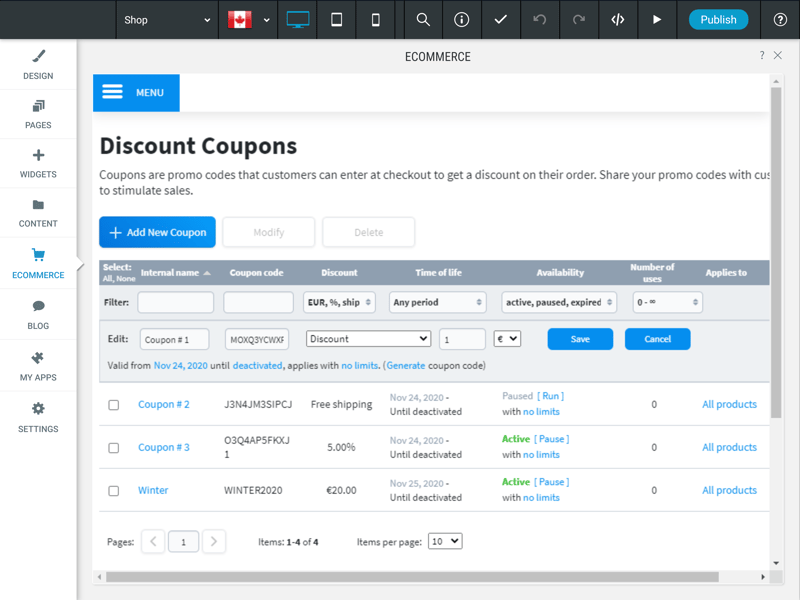 Shop
Publish
DESIGN
PAGES
WIDGETS
CONTENT
ECOMMERCE
BLOG
MY APPS
SETTINGS
ECOMMERCE
?
MENU
Discount Coupons
Coupons are promo codes that customers can enter at checkout to get a discount on their order. Share your promo codes with
to stimulate sales.
+ Add New Coupon Modify Delete
Select: All, None Internal name Coupon code Discount Time of life Availability Number of uses Applies to
Filter: EUR, %, ship Any period active, paused, expired 0 - ∞
Edit: Coupon # 1 MOXQ3YCWXF Discount 1 € Save Cancel
Valid from Nov 24, 2020 until deactivated, applies with no limits. (Generate coupon code)
Coupon # 2 J3N4JM3SIPCJ Free shipping Nov 24, 2020 - Until deactivated Paused [ Run ] with no limits 0 All products
Coupon # 3 O3Q4AP5FKXJ1 5.00% Nov 24, 2020 - Until deactivated Active [ Pause ] with no limits 0 All products
Winter WINTER2020 €20.00 Nov 25, 2020 - Until deactivated Active [ Pause ] with no limits 0 All products
Pages: 1 Items: 1-4 of 4 Items per page: 10